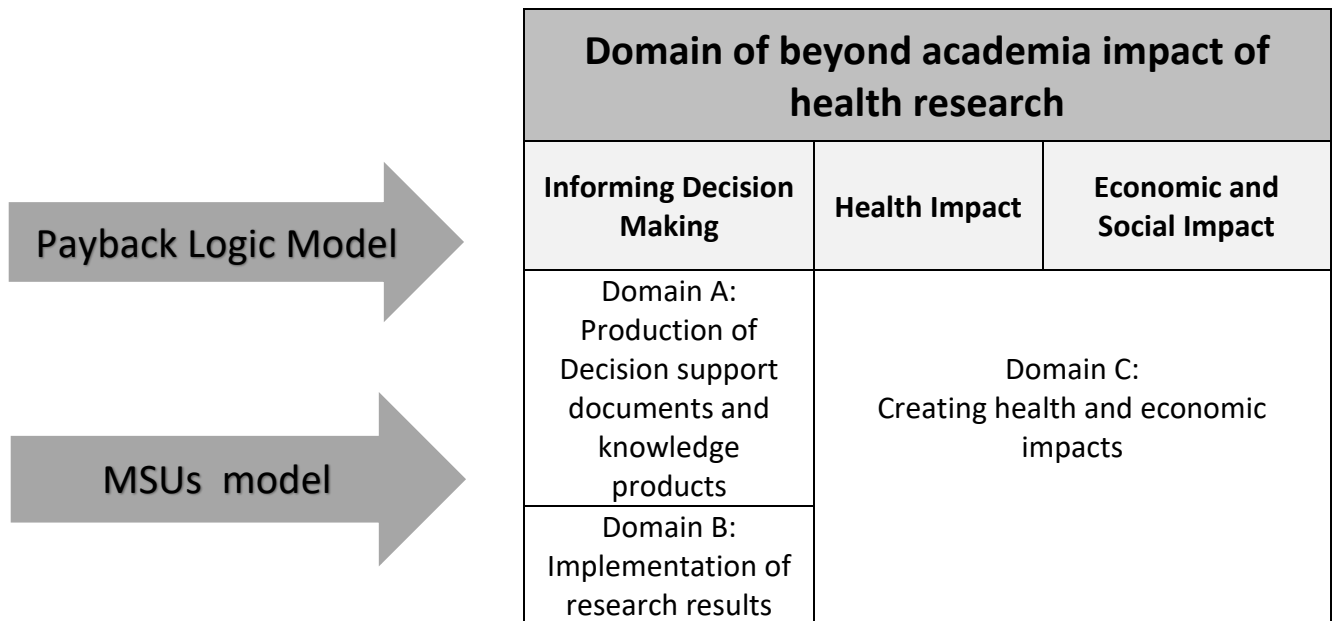 Domain of beyond academia impact of
health research
Payback Logic Model
Informing Decision
Making
Health Impact
Economic and
Social Impact
MSUs model
Domain A:
Production of
Decision support
documents and
knowledge
products
Domain B:
Implementation of
research results
Domain C:
Creating health and economic
impacts